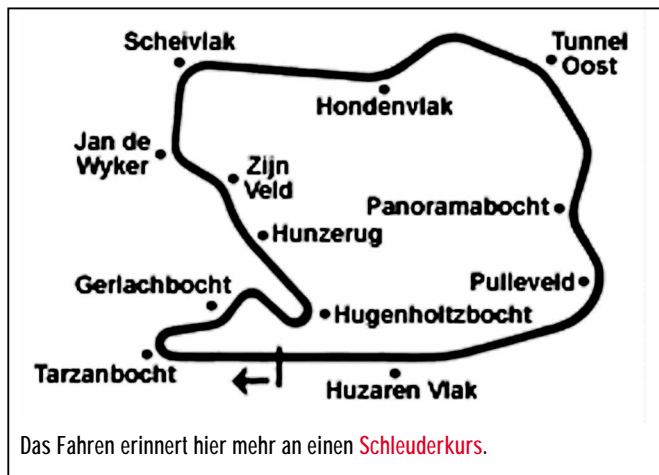 Scheivlak
Tunnel
Oost
Hondenvlak
Jan de
Wyker
Zijn
Veld
Panoramabocht
Hunzerug
Pulleveld
Gerlachbocht
Hugenholtzbocht
Tarzanbocht
Huzaren Vlak
Das Fahren erinnert hier mehr an einen Schleuderkurs.